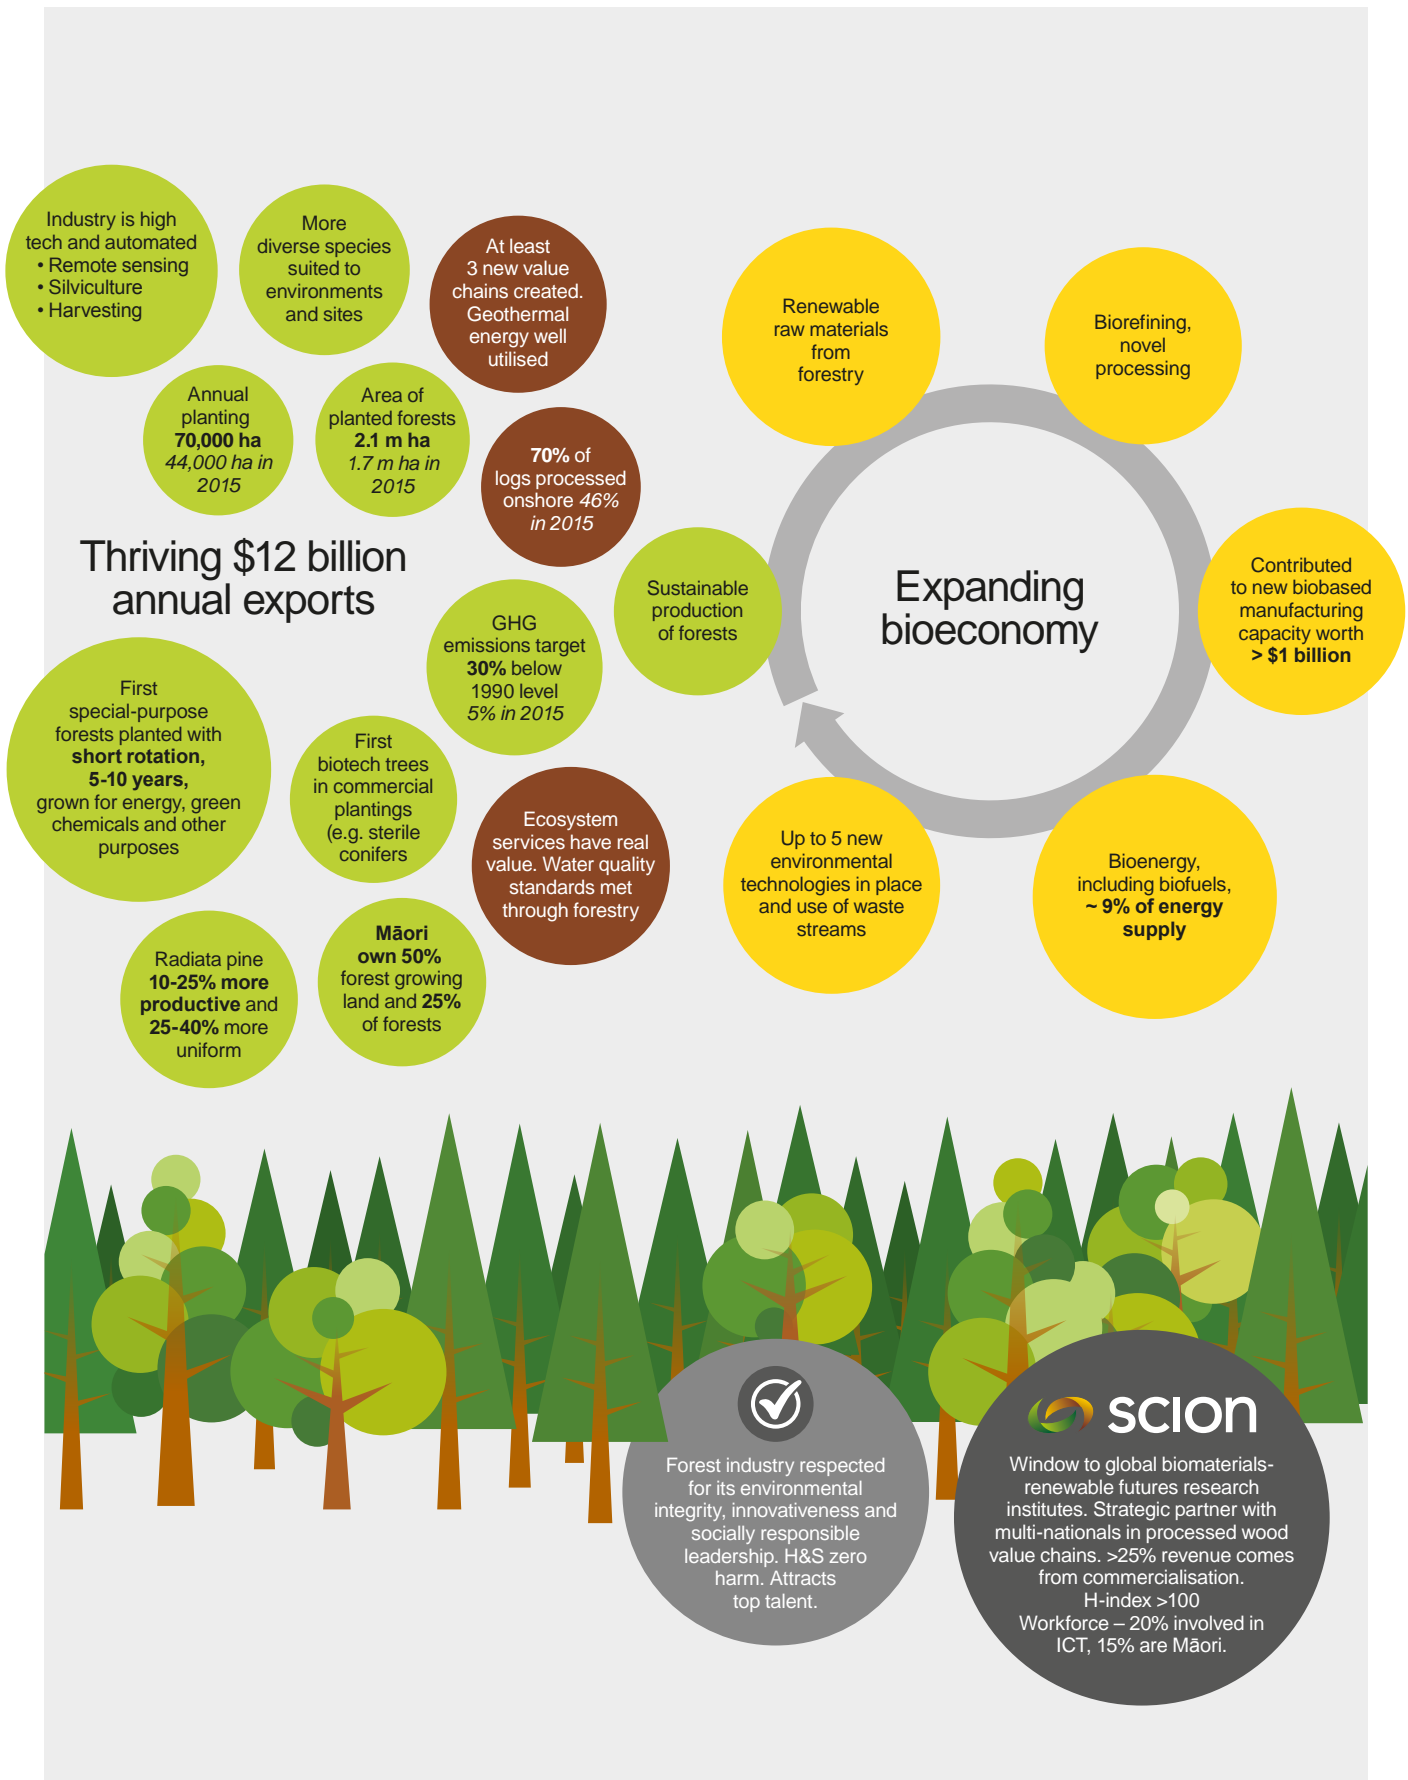 Industry is high
tech and automated
• Remote sensing
• Silviculture
• Harvesting
More
diverse species
suited to
environments
and sites
At least
3 new value
chains created.
Geothermal
energy well
utilised
Annual
planting
70,000 ha
44,000 ha in
2015
Area of
planted forests
2.1 m ha
1.7 m ha in
2015
70% of
logs processed
onshore 46%
in 2015
Thriving $12 billion
annual exports
GHG
emissions target
30% below
1990 level
5% in 2015
First
special-purpose
forests planted with
short rotation,
5-10 years,
grown for energy, green
chemicals and other
purposes
First
biotech trees
in commercial
plantings
(e.g. sterile
conifers
Ecosystem
services have real
value. Water quality
standards met
through forestry
Radiata pine
10-25% more
productive and
25-40% more
uniform
Māori
own 50%
forest growing
land and 25%
of forests
Renewable
raw materials
from
forestry
Biorefining,
novel
processing
Sustainable
production
of forests
Expanding
bioeconomy
Contributed
to new biobased
manufacturing
capacity worth
> $1 billion
Up to 5 new
environmental
technologies in place
and use of waste
streams
Bioenergy,
including biofuels,
~ 9% of energy
supply
Forest industry respected
for its environmental
integrity, innovativeness and
socially responsible
leadership. H&S zero
harm. Attracts
top talent.
scion
Window to global biomaterials-
renewable futures research
institutes. Strategic partner with
multi-nationals in processed wood
value chains. >25% revenue comes
from commercialisation.
H-index >100
Workforce – 20% involved in
ICT, 15% are Māori.